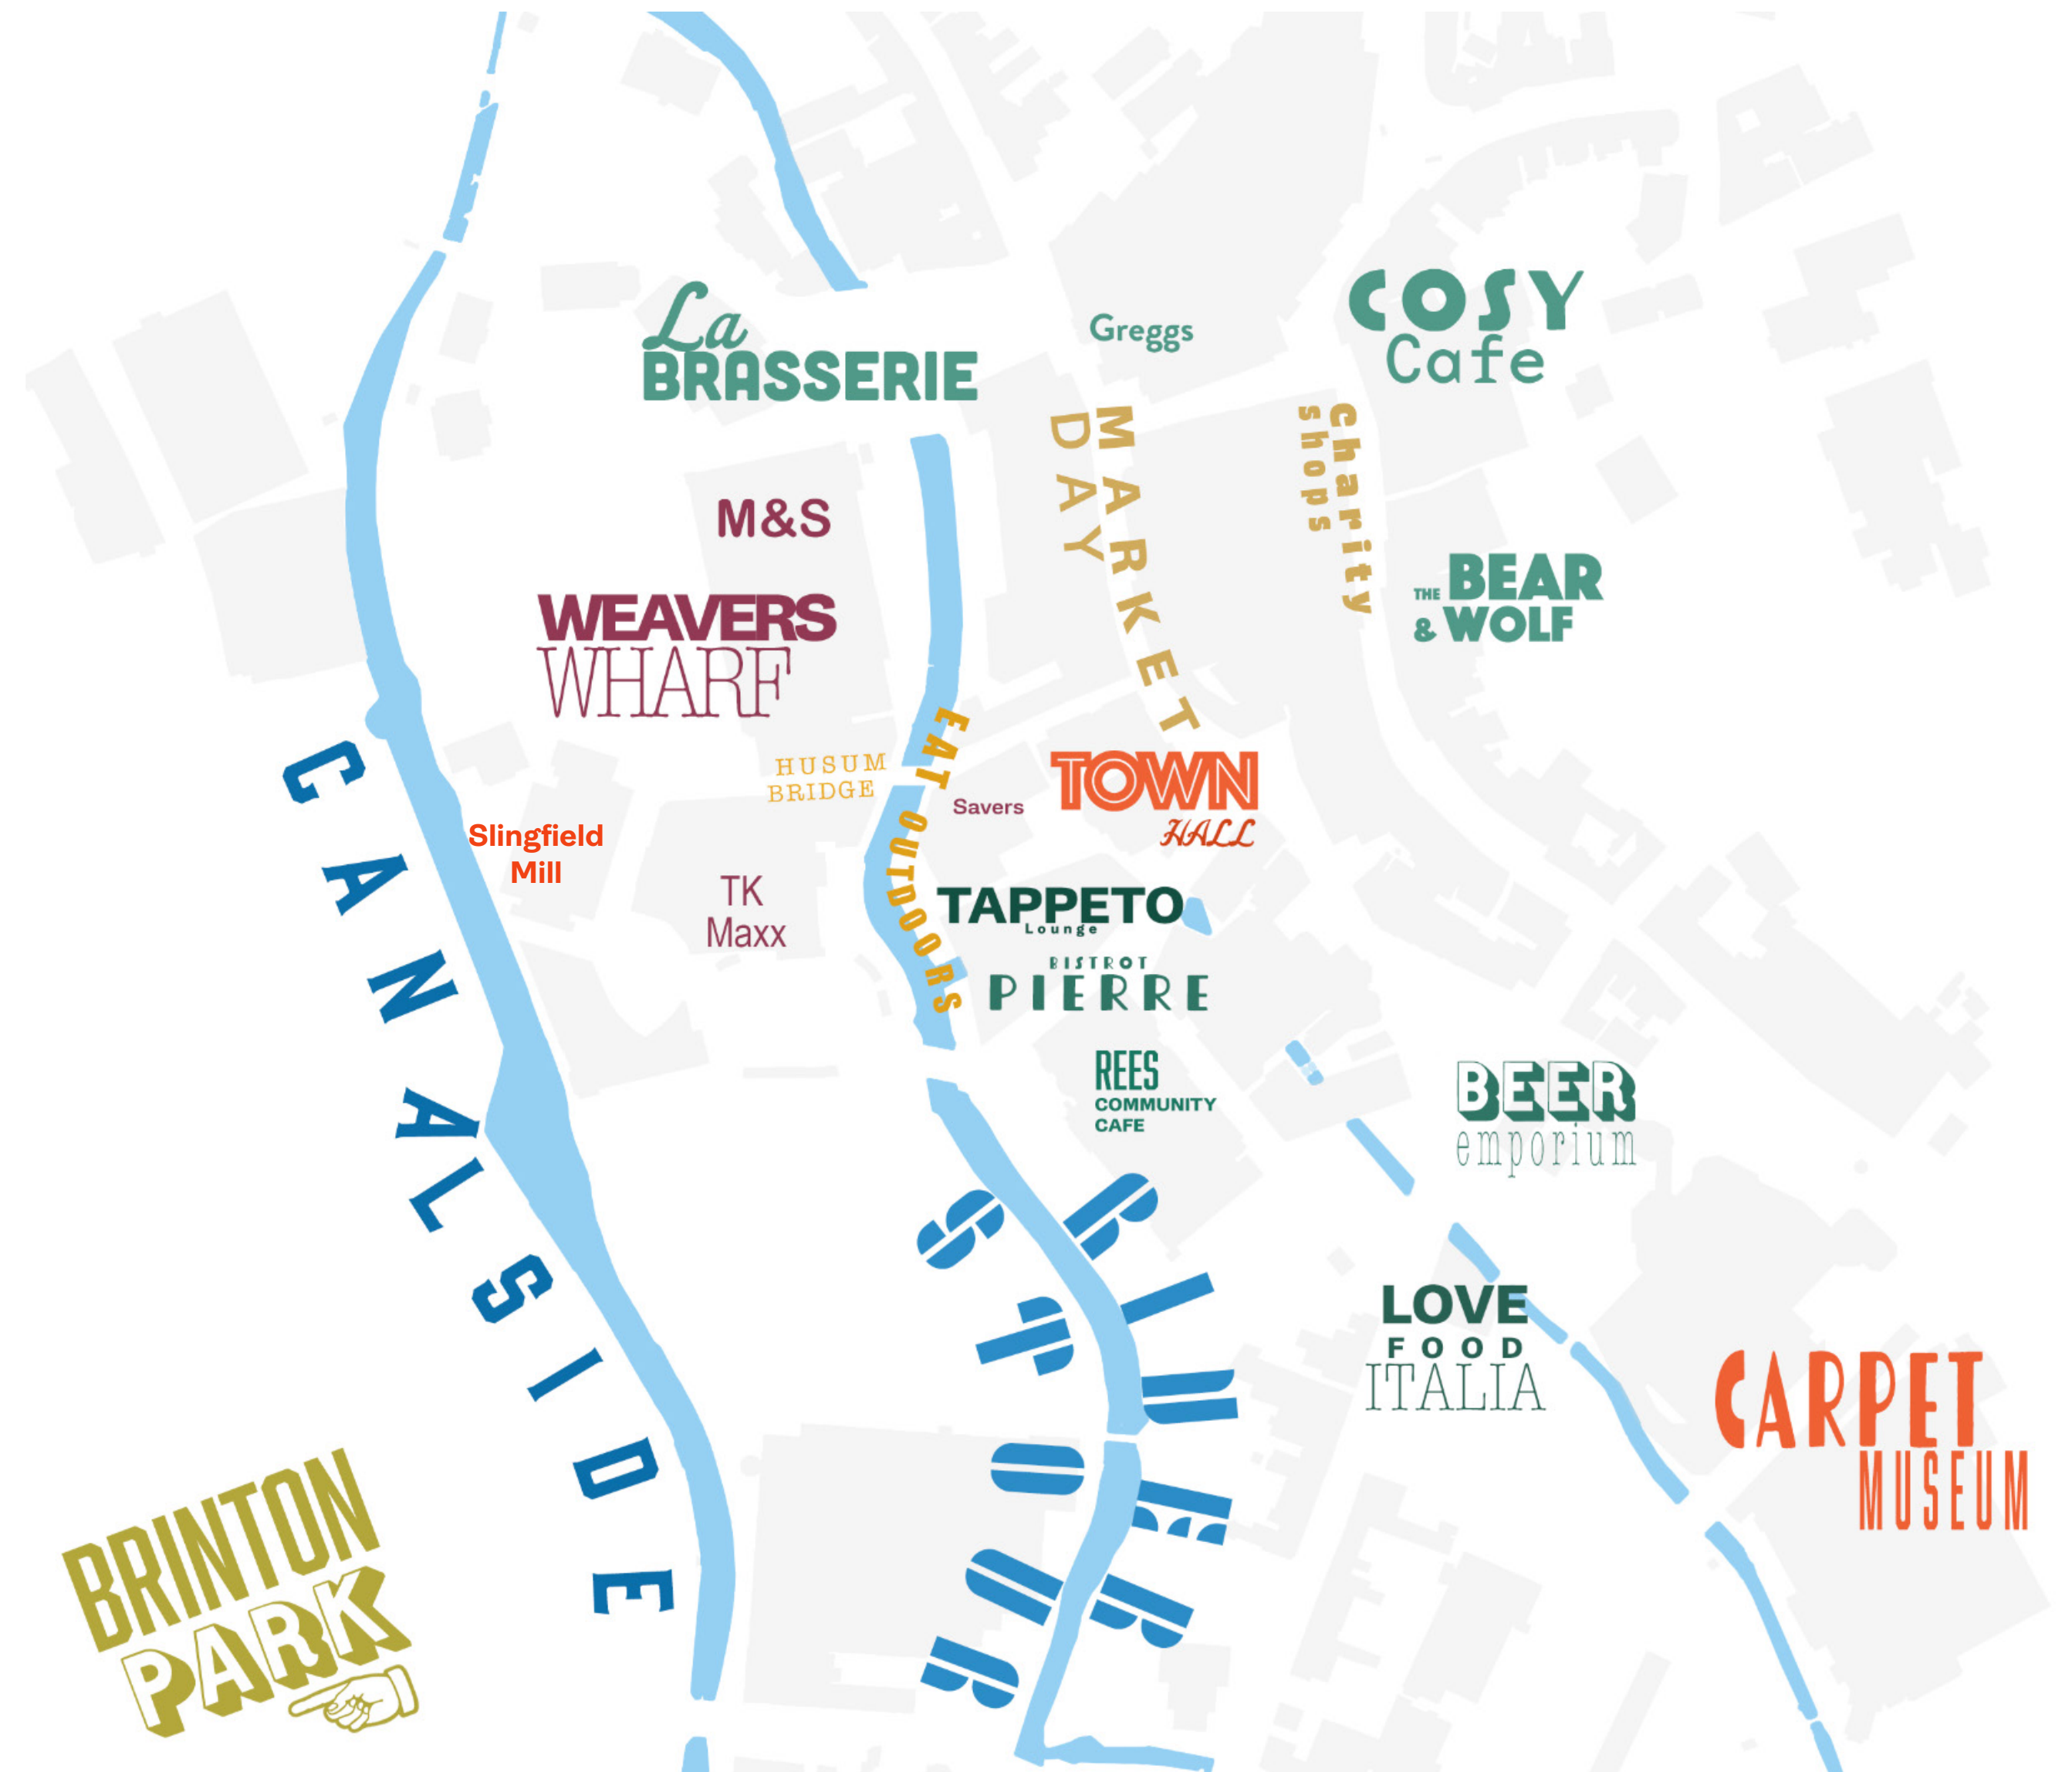 La
BRASSERIE
Greggs
COSY
Cafe
MARKET
DAY
Charity
shops
M&S
THE BEAR
& WOLF
WEAVERS
WHARF
HUSUM
BRIDGE
EAT OUTDOORS
Savers
TOWN
HALL
CANALSIDE
Slingfield
Mill
TK
Maxx
TAPPETO
Lounge
BISTROT
PIERRE
REES
COMMUNITY
CAFE
BEER
emporium
RIVER
STOUR
LOVE
FOOD
ITALIA
CARPET
MUSEUM
BRINTON
PARK